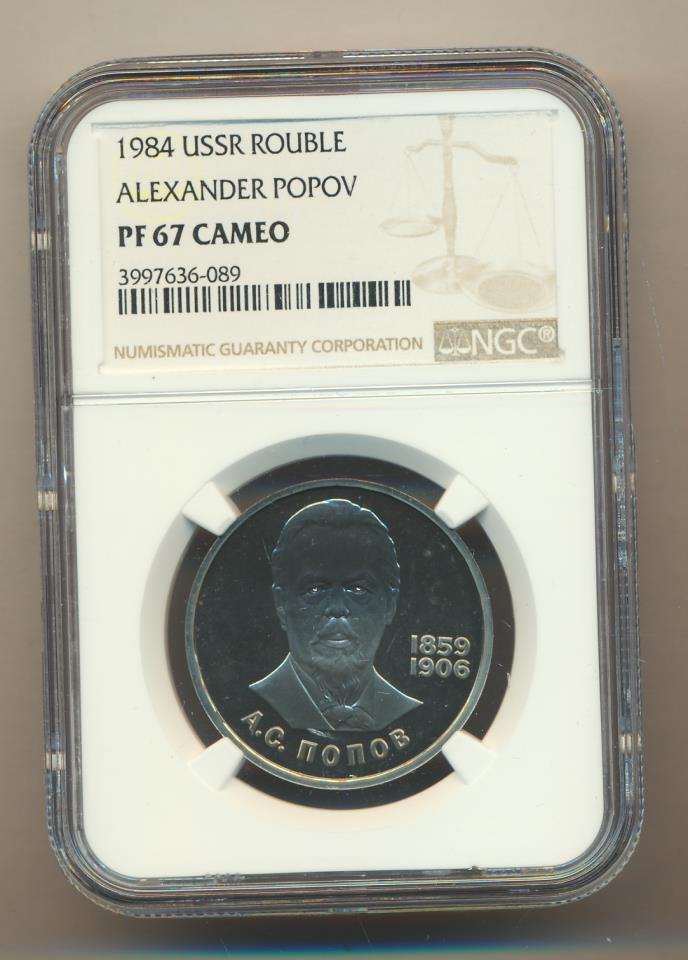 1984 USSR ROUBLE
ALEXANDER POPOV
PF 67 CAMEO
3997636-089
NUMISMATIC GUARANTY CORPORATION
NGC®
1859
1906
А.С. ПОПОВ